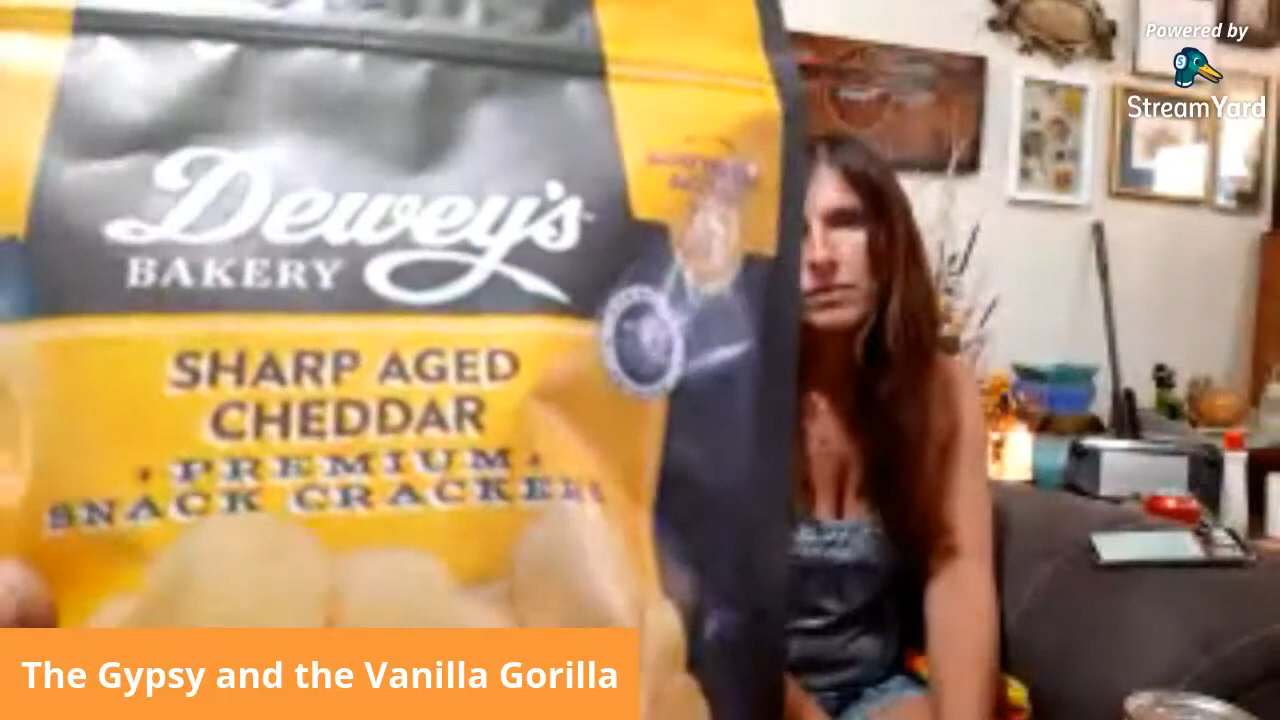 Powered by
StreamYard
Dewey's
BAKERY
SHARP AGED
CHEDDAR
PREMIUM
SNACK CRACKERS
The Gypsy and the Vanilla Gorilla